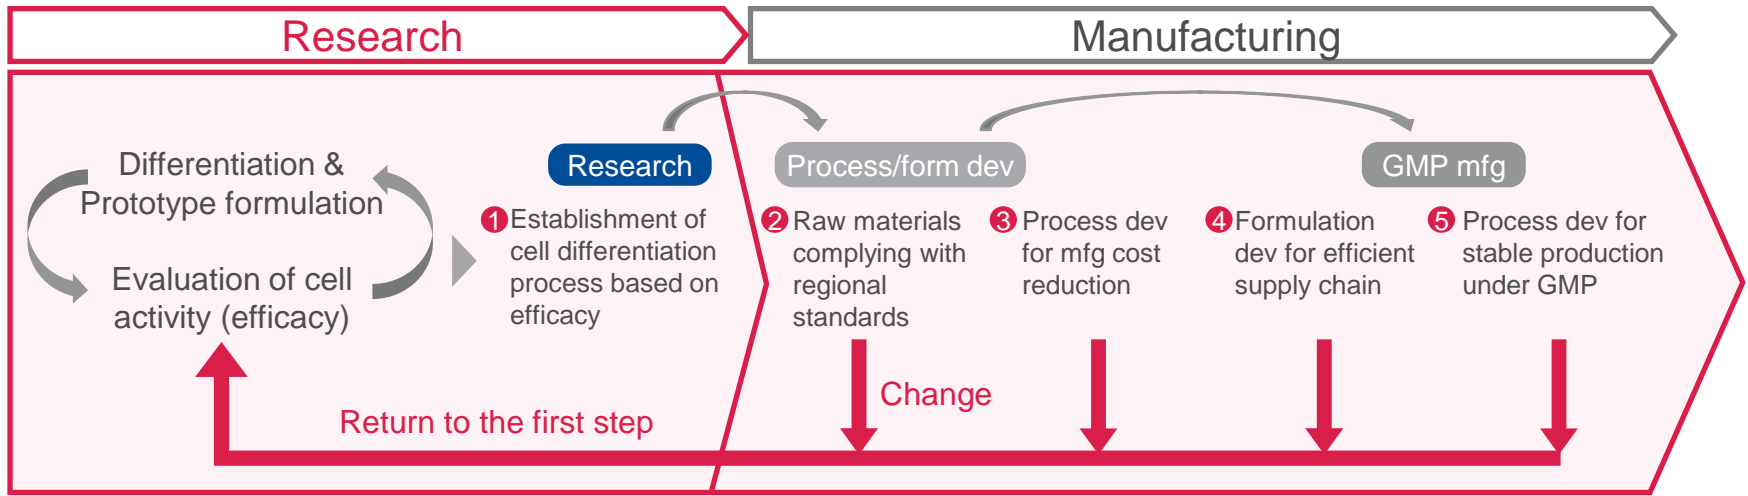 Research
Manufacturing
Differentiation &
Prototype formulation
Evaluation of cell
activity (efficacy)
Research
1 Establishment of
cell differentiation
process based on
efficacy
Process/form dev
2 Raw materials
complying with
regional
standards
3 Process dev
for mfg cost
reduction
GMP mfg
4 Formulation
dev for efficient
supply chain
5 Process dev for
stable production
under GMP
Change
Return to the first step